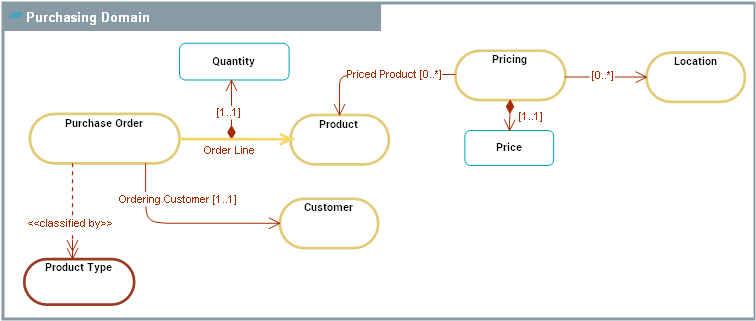 Purchasing Domain
Quantity
[1..1]
Purchase Order
Order Line
Product
Priced Product [0..*]
Pricing
[0..*]
Location
[1..1]
Price
Ordering Customer [1..1]
Customer
<<classified by>>
Product Type